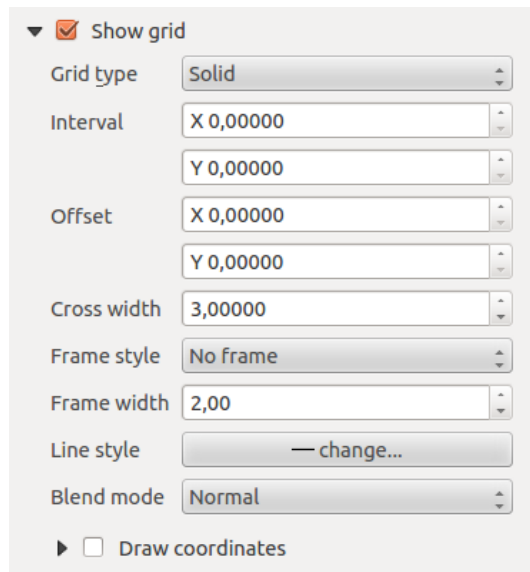 Show grid
Grid type Solid
Interval X 0,00000
Y 0,00000
Offset X 0,00000
Y 0,00000
Cross width 3,00000
Frame style No frame
Frame width 2,00
Line style change...
Blend mode Normal
Draw coordinates